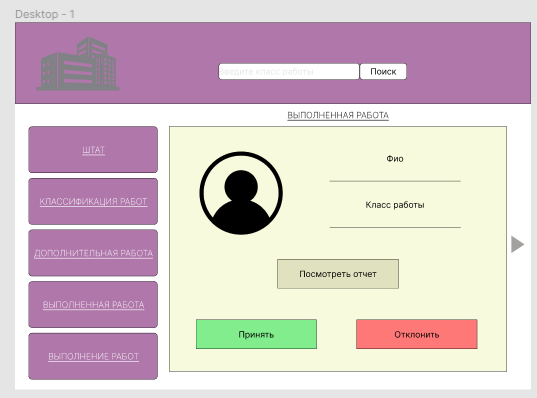 Desktop - 1
Введите класс работы
Поиск
ВЫПОЛНЕННАЯ РАБОТА
ШТАТ
КЛАССИФИКАЦИЯ РАБОТ
ДОПОЛНИТЕЛЬНАЯ РАБОТА
ВЫПОЛНЕННАЯ РАБОТА
ВЫПОЛНЕНИЕ РАБОТ
Фио
Класс работы
Посмотреть отчет
Принять
Отклонить